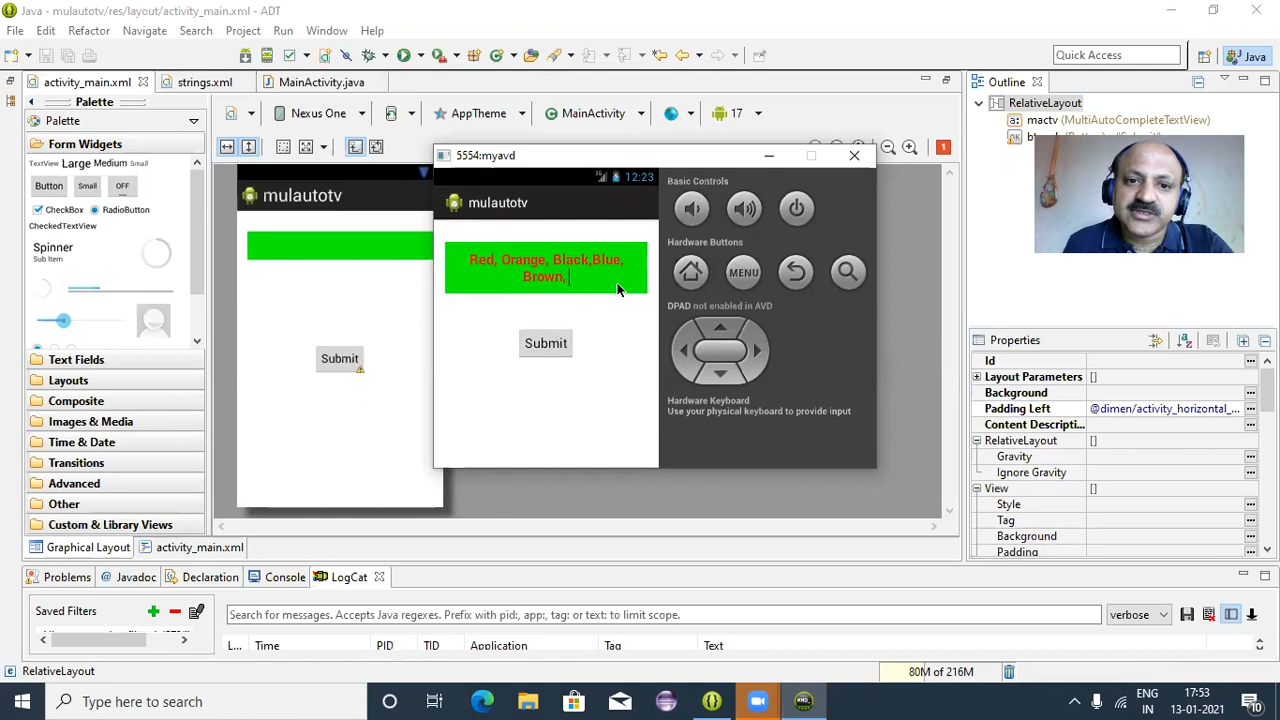 Java - mulautotv/res/layout/activity_main.xml - ADT
File Edit Refactor Navigate Search Project Run Window Help
Quick Access
Java
activity_main.xml
strings.xml
MainActivity.java
Outline
Palette
Palette
Nexus One
AppTheme
MainActivity
17
RelativeLayout
mactv (MultiAutoCompleteTextView)
Form Widgets
TextView Large Medium Small
Button Small OFF
CheckBox RadioButton
CheckedTextView
Spinner
Sub Item
Text Fields
Layouts
Composite
Images & Media
Time & Date
Transitions
Advanced
Other
Custom & Library Views
mulautotv
Submit
1
5554:myavd
3G
12:23
mulautotv
Red, Orange, Black,Blue,
Brown,
Submit
Basic Controls
Hardware Buttons
MENU
DPAD not enabled in AVD
Hardware Keyboard
Use your physical keyboard to provide input
Properties
Id
Layout Parameters []
Background
Padding Left @dimen/activity_horizontal_...
Content Descripti...
RelativeLayout []
Gravity
Ignore Gravity
View []
Style
Tag
Background
Padding
Graphical Layout
activity_main.xml
Problems
Javadoc
Declaration
Console
LogCat
Saved Filters
Search for messages. Accepts Java regexes. Prefix with pid:, app:, tag: or text: to limit scope.
verbose
L... Time PID TID Application Tag Text
RelativeLayout
80M of 216M
Type here to search
ENG
IN
17:53
13-01-2021
10